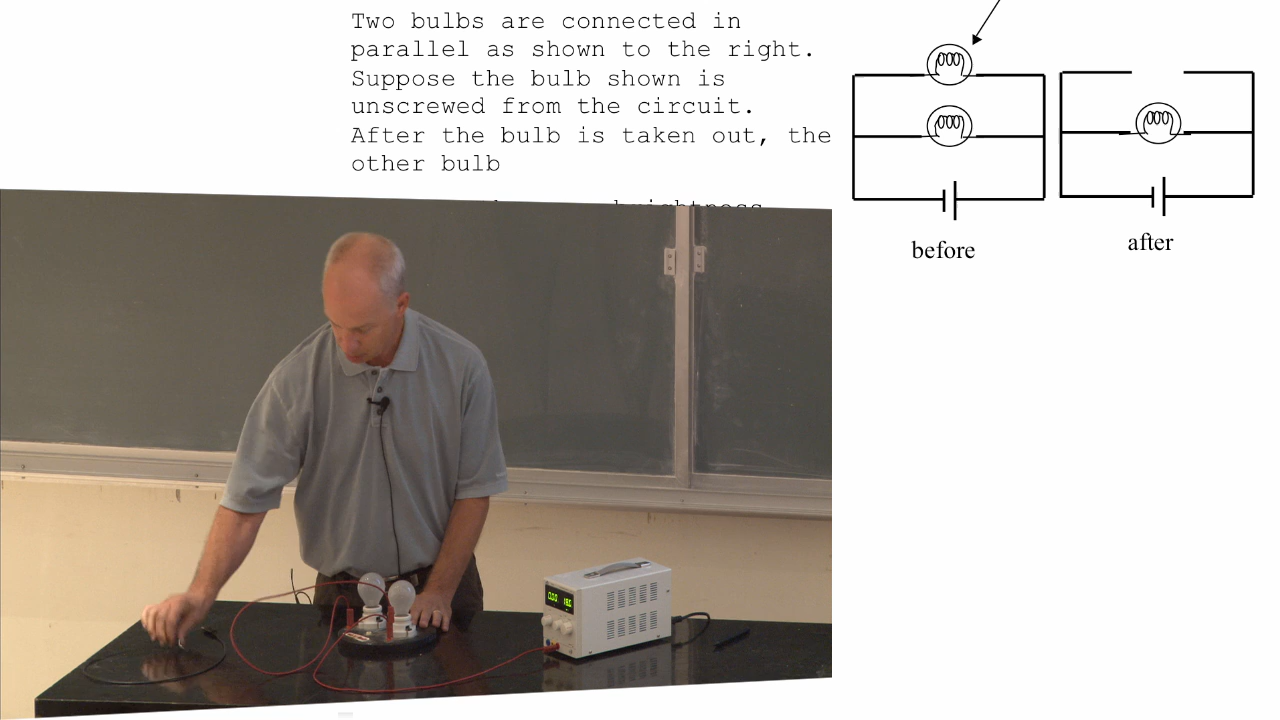 Two bulbs are connected in
parallel as shown to the right.
Suppose the bulb shown is
unscrewed from the circuit.
After the bulb is taken out, the
other bulb
brightness
before
after